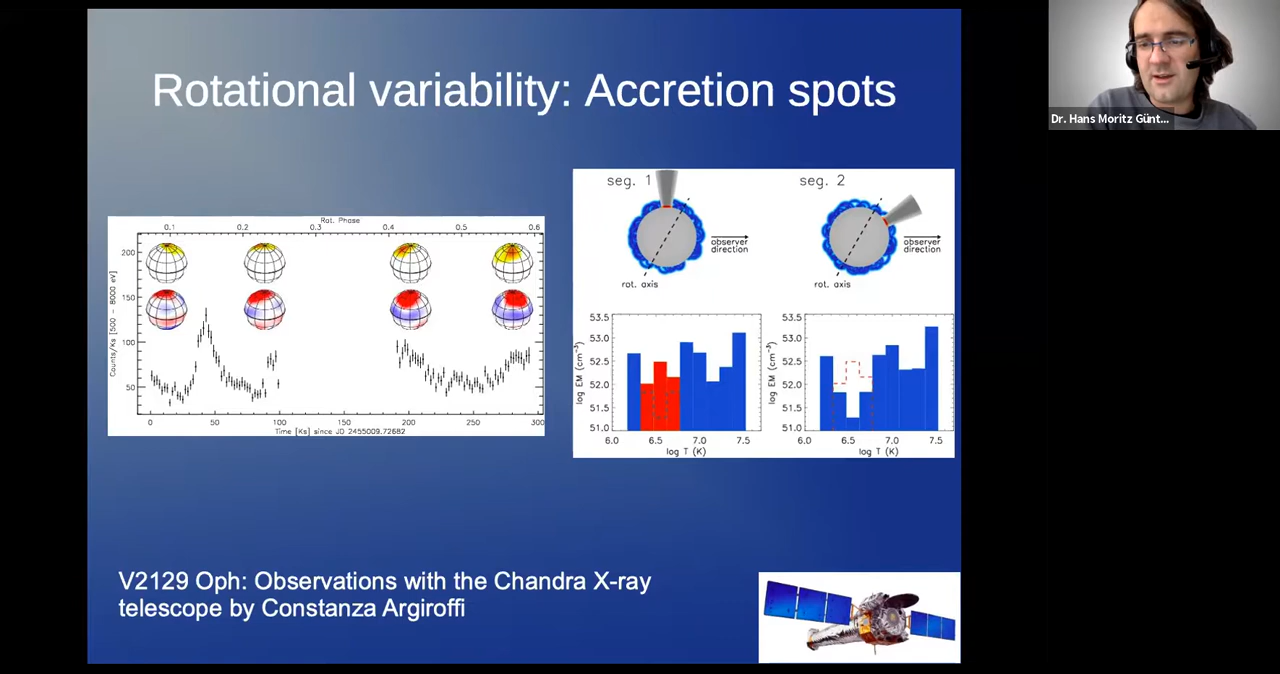 Rotational variability: Accretion spots
Dr. Hans Moritz Günt...
Rot. Phase
0.1 0.2 0.3 0.4 0.5 0.6
200
150
100
50
Counts/Ks [500 - 8000 eV]
0 50 100 150 200 250 300
Time [Ks] since JD 2455009.72682
seg. 1
observer
direction
rot. axis
seg. 2
observer
direction
rot. axis
53.5
53.0
52.5
52.0
51.5
51.0
log EM (cm⁻³)
6.0 6.5 7.0 7.5
log T (K)
53.5
53.0
52.5
52.0
51.5
51.0
log EM (cm⁻³)
6.0 6.5 7.0 7.5
log T (K)
V2129 Oph: Observations with the Chandra X-ray
telescope by Constanza Argiroffi